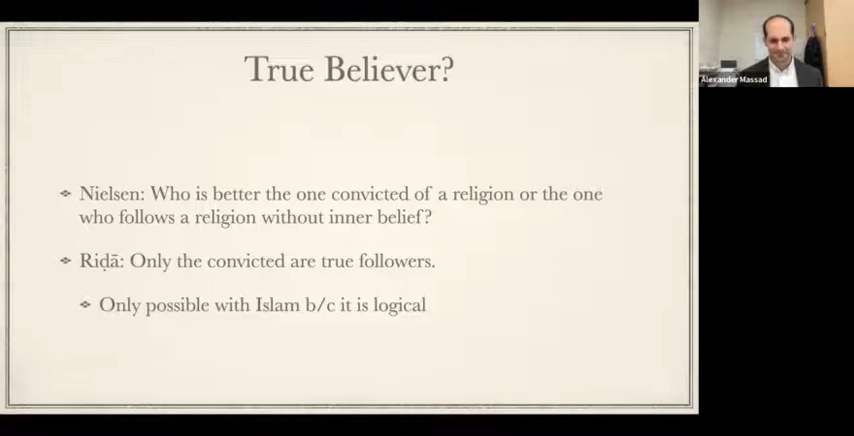 True Believer?
Nielsen: Who is better the one convicted of a religion or the one
who follows a religion without inner belief?
Riḍā: Only the convicted are true followers.
Only possible with Islam b/c it is logical
Alexander Massad